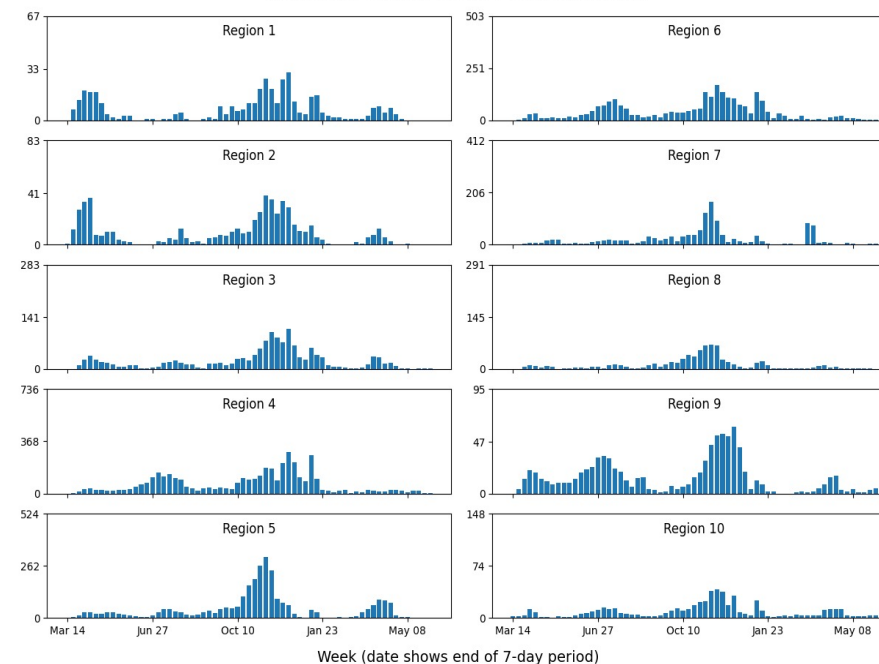 67
33
0
Region 1
503
251
0
Region 6
83
41
0
Region 2
412
206
0
Region 7
283
141
0
Region 3
291
145
0
Region 8
736
368
0
Region 4
95
47
0
Region 9
524
262
0
Region 5
148
74
0
Region 10
Mar 14 Jun 27 Oct 10 Jan 23 May 08
Mar 14 Jun 27 Oct 10 Jan 23 May 08
Week (date shows end of 7-day period)